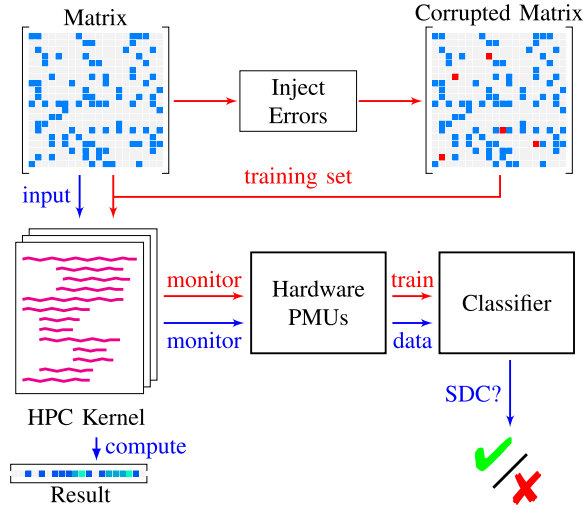 Matrix
Corrupted Matrix
Inject
Errors
training set
input
monitor
monitor
Hardware
PMUs
train
data
Classifier
HPC Kernel
SDC?
compute
Result